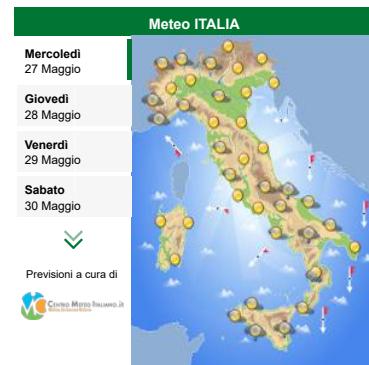 Meteo ITALIA
Mercoledì
27 Maggio
Giovedì
28 Maggio
Venerdì
29 Maggio
Sabato
30 Maggio
Previsioni a cura di
CENTRO METEO ITALIANO.it